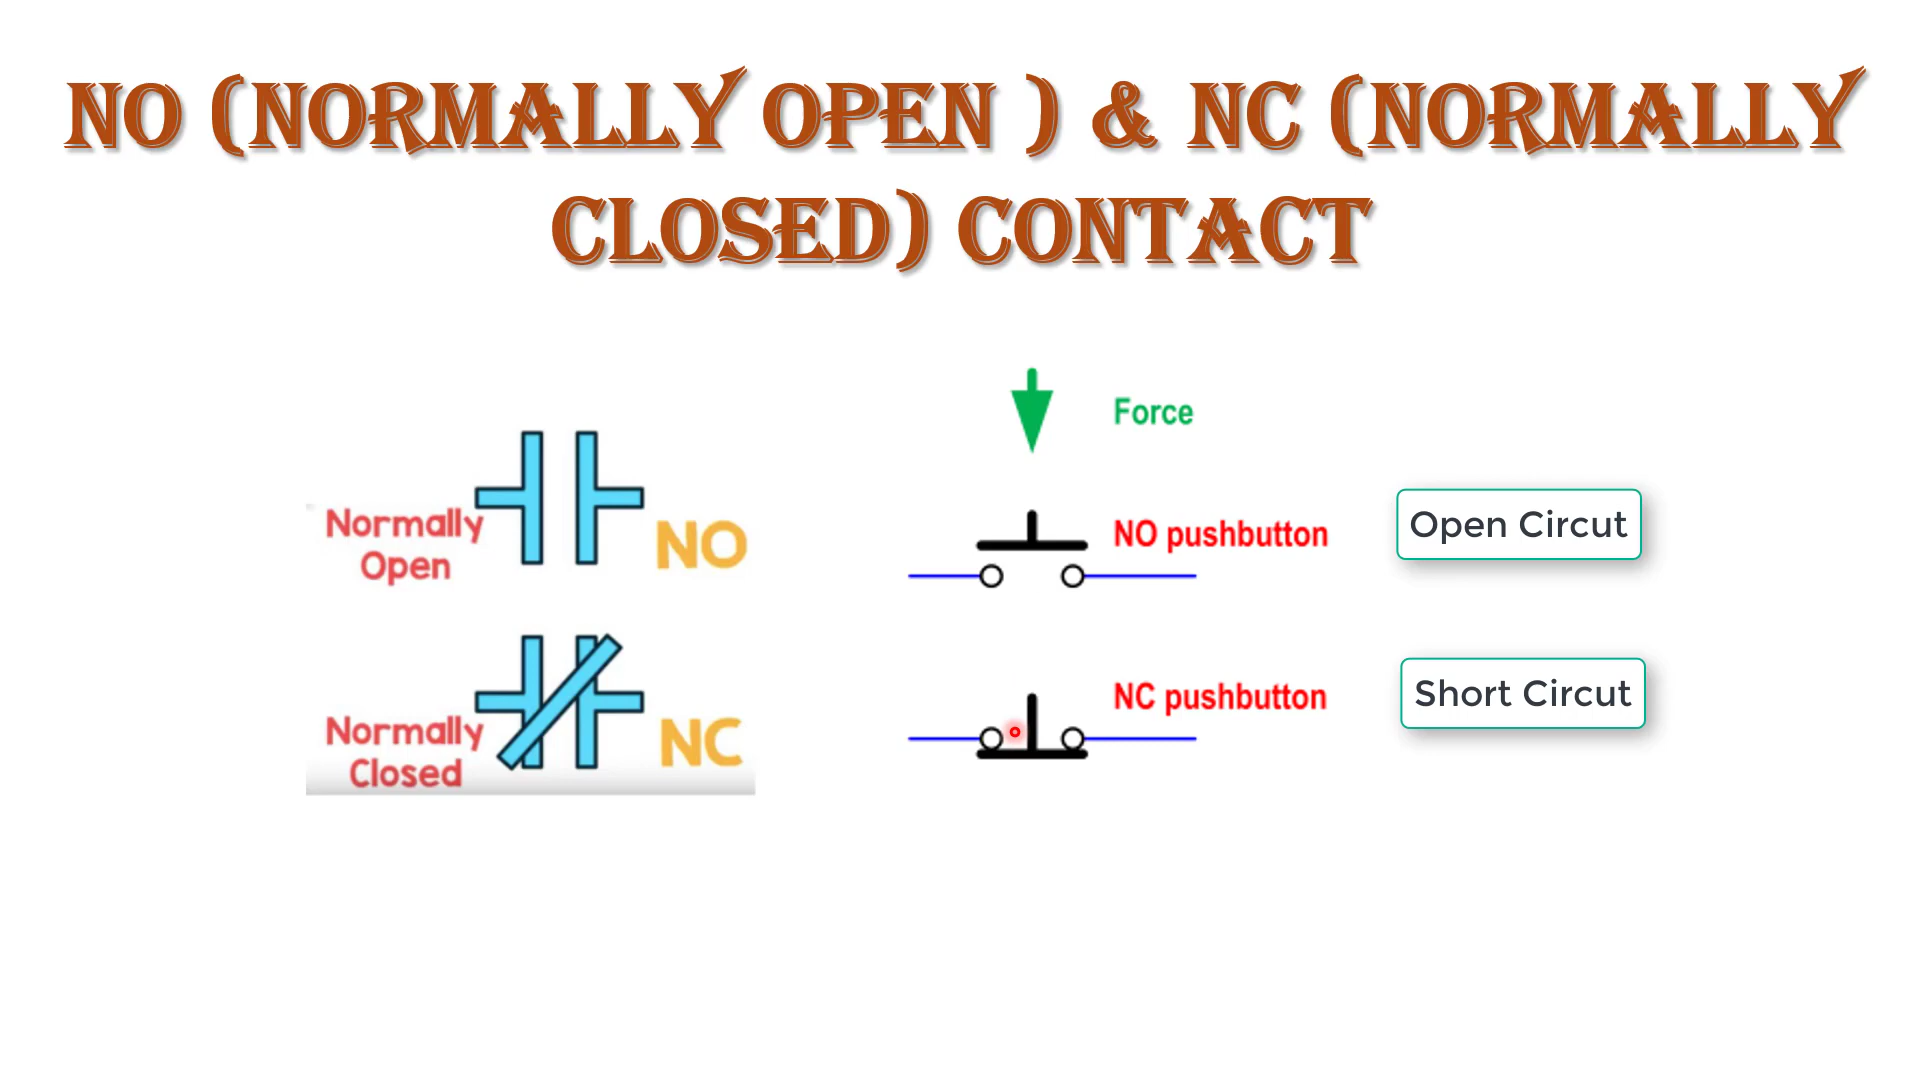 NO (NORMALLY OPEN ) & NC (NORMALLY
CLOSED) CONTACT
Force
Normally
Open
NO
NO pushbutton
Open Circut
Normally
Closed
NC
NC pushbutton
Short Circut